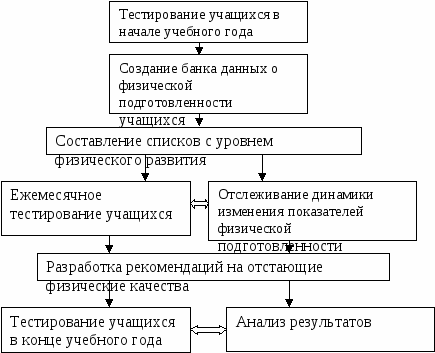 Тестирование учащихся в
начале учебного года
Создание банка данных о
физической
подготовленности
учащихся
Составление списков с уровнем
физического развития
Ежемесячное
тестирование учащихся
Отслеживание динамики
изменения показателей
физической
подготовленности
Разработка рекомендаций на отстающие
физические качества
Тестирование учащихся
в конце учебного года
Анализ результатов